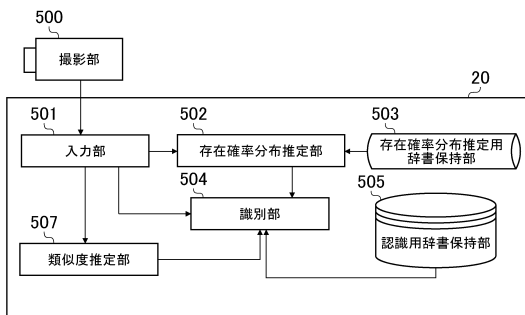 500
撮影部
20
501
502
503
入力部
存在確率分布推定部
存在確率分布推定用
辞書保持部
504
505
識別部
507
認識用辞書保持部
類似度推定部